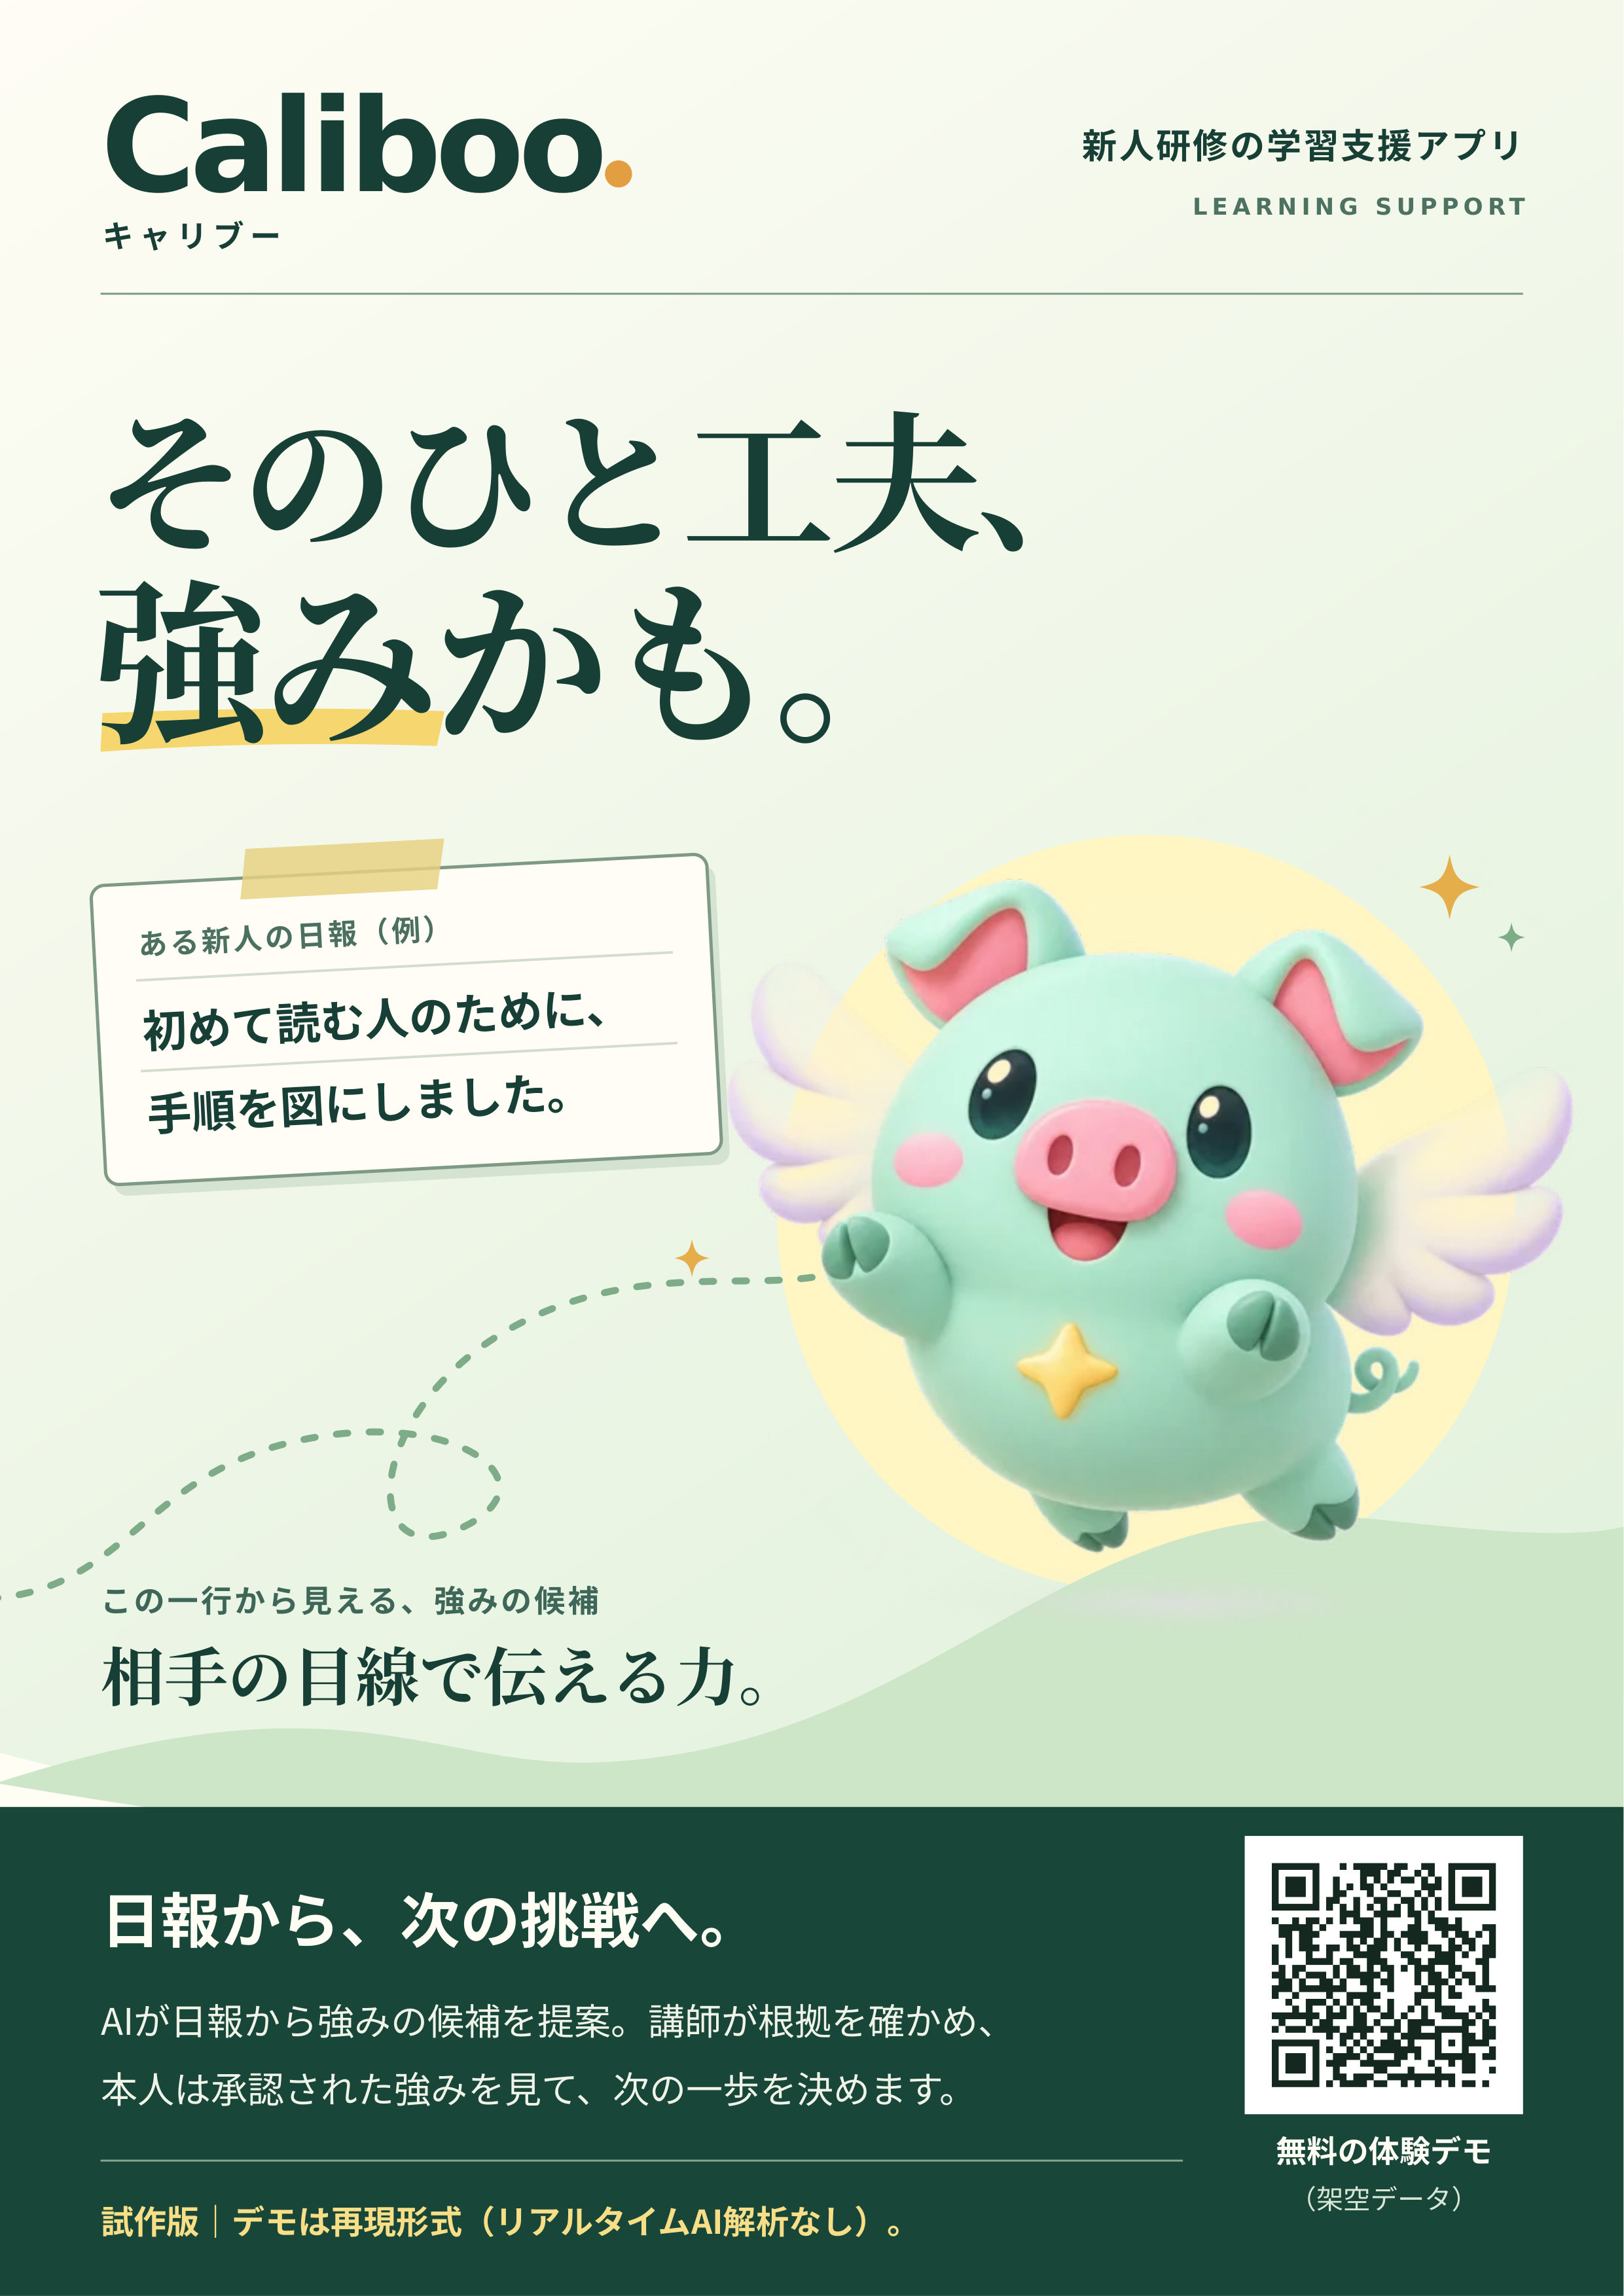 Caliboo.
キャリブー
新人研修の学習支援アプリ
LEARNING SUPPORT
そのひと工夫、
強みかも。
ある新人の日報（例）
初めて読む人のために、
手順を図にしました。
この一行から見える、強みの候補
相手の目線で伝える力。
日報から、次の挑戦へ。
AIが日報から強みの候補を提案。講師が根拠を確かめ、
本人は承認された強みを見て、次の一歩を決めます。
試作版｜デモは再現形式（リアルタイムAI解析なし）。
無料の体験デモ
（架空データ）